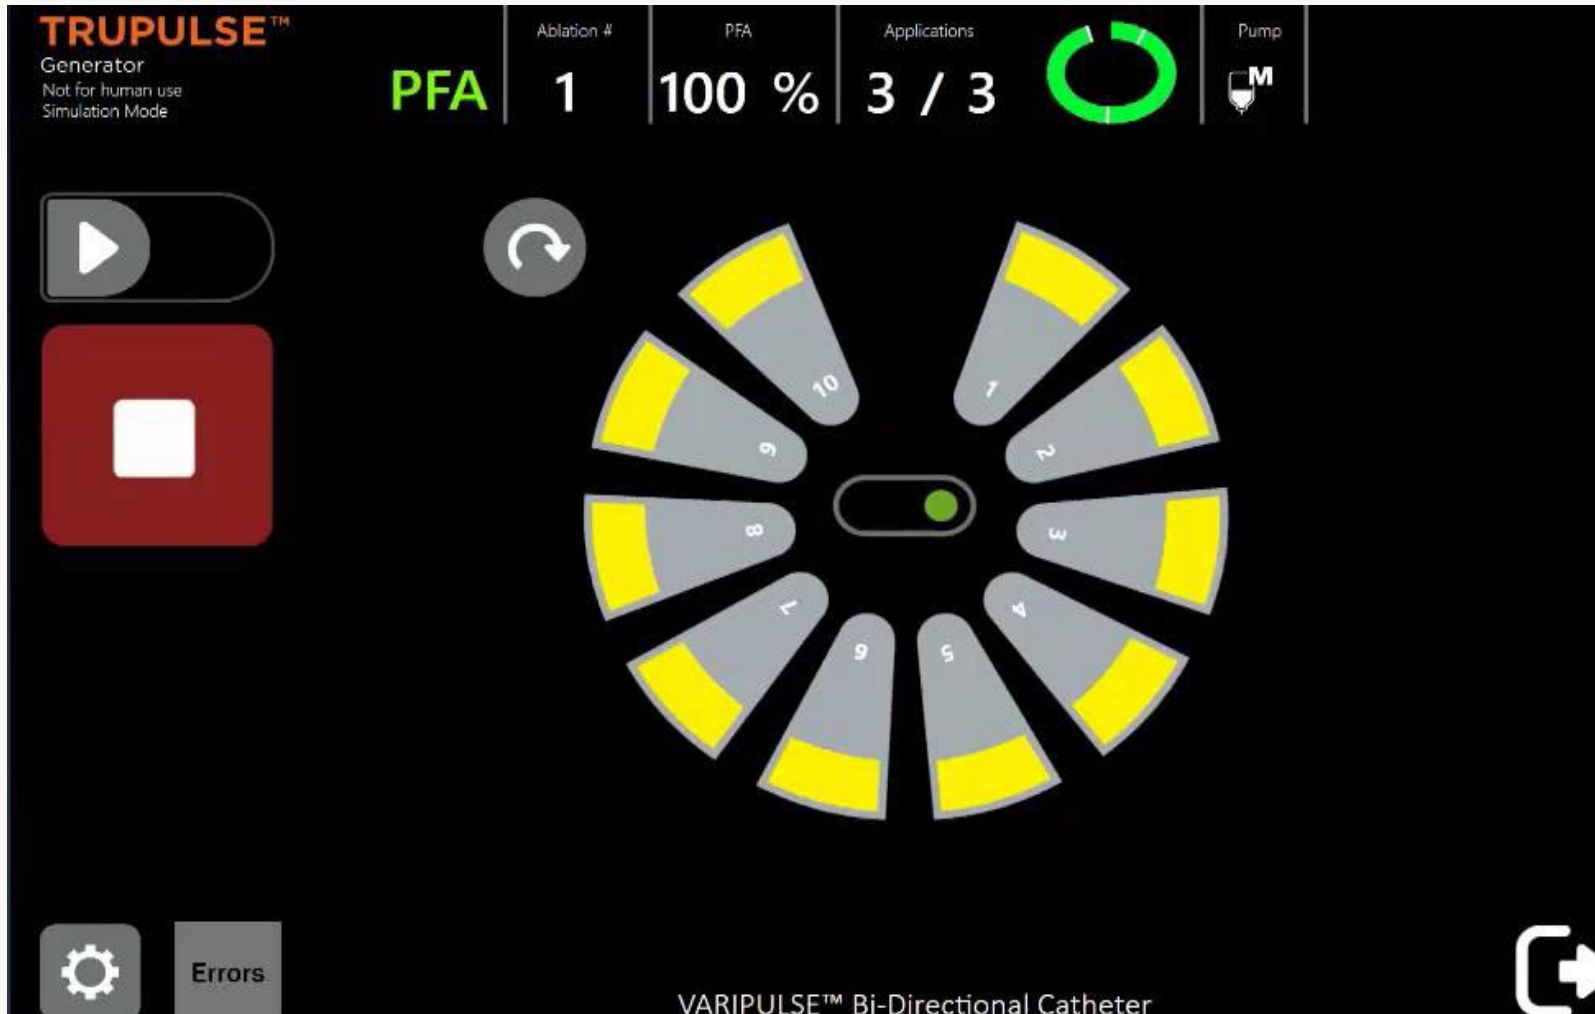 TRUPULSE™
Generator
Not for human use
Simulation Mode
PFA
Ablation #
1
PFA
100 %
Applications
3 / 3
Pump
M
10
1
9
2
8
3
7
4
6
5
Errors
VARIPULSE™ Bi-Directional Catheter